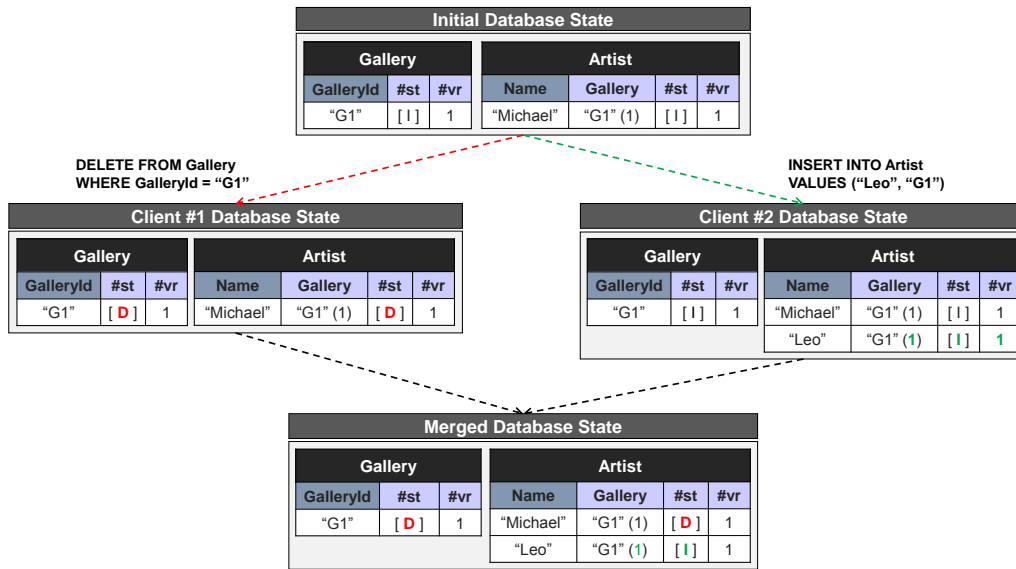 Initial Database State
Gallery
Artist
GalleryId #st #vr
Name Gallery #st #vr
“G1” [ I ] 1
“Michael” “G1” (1) [ I ] 1
DELETE FROM Gallery
WHERE GalleryId = “G1”
INSERT INTO Artist
VALUES (“Leo”, “G1”)
Client #1 Database State
Gallery
Artist
GalleryId #st #vr
Name Gallery #st #vr
“G1” [ D ] 1
“Michael” “G1” (1) [ D ] 1
Client #2 Database State
Gallery
Artist
GalleryId #st #vr
Name Gallery #st #vr
“G1” [ I ] 1
“Michael” “G1” (1) [ I ] 1
“Leo” “G1” (1) [ I ] 1
Merged Database State
Gallery
Artist
GalleryId #st #vr
Name Gallery #st #vr
“G1” [ D ] 1
“Michael” “G1” (1) [ D ] 1
“Leo” “G1” (1) [ I ] 1